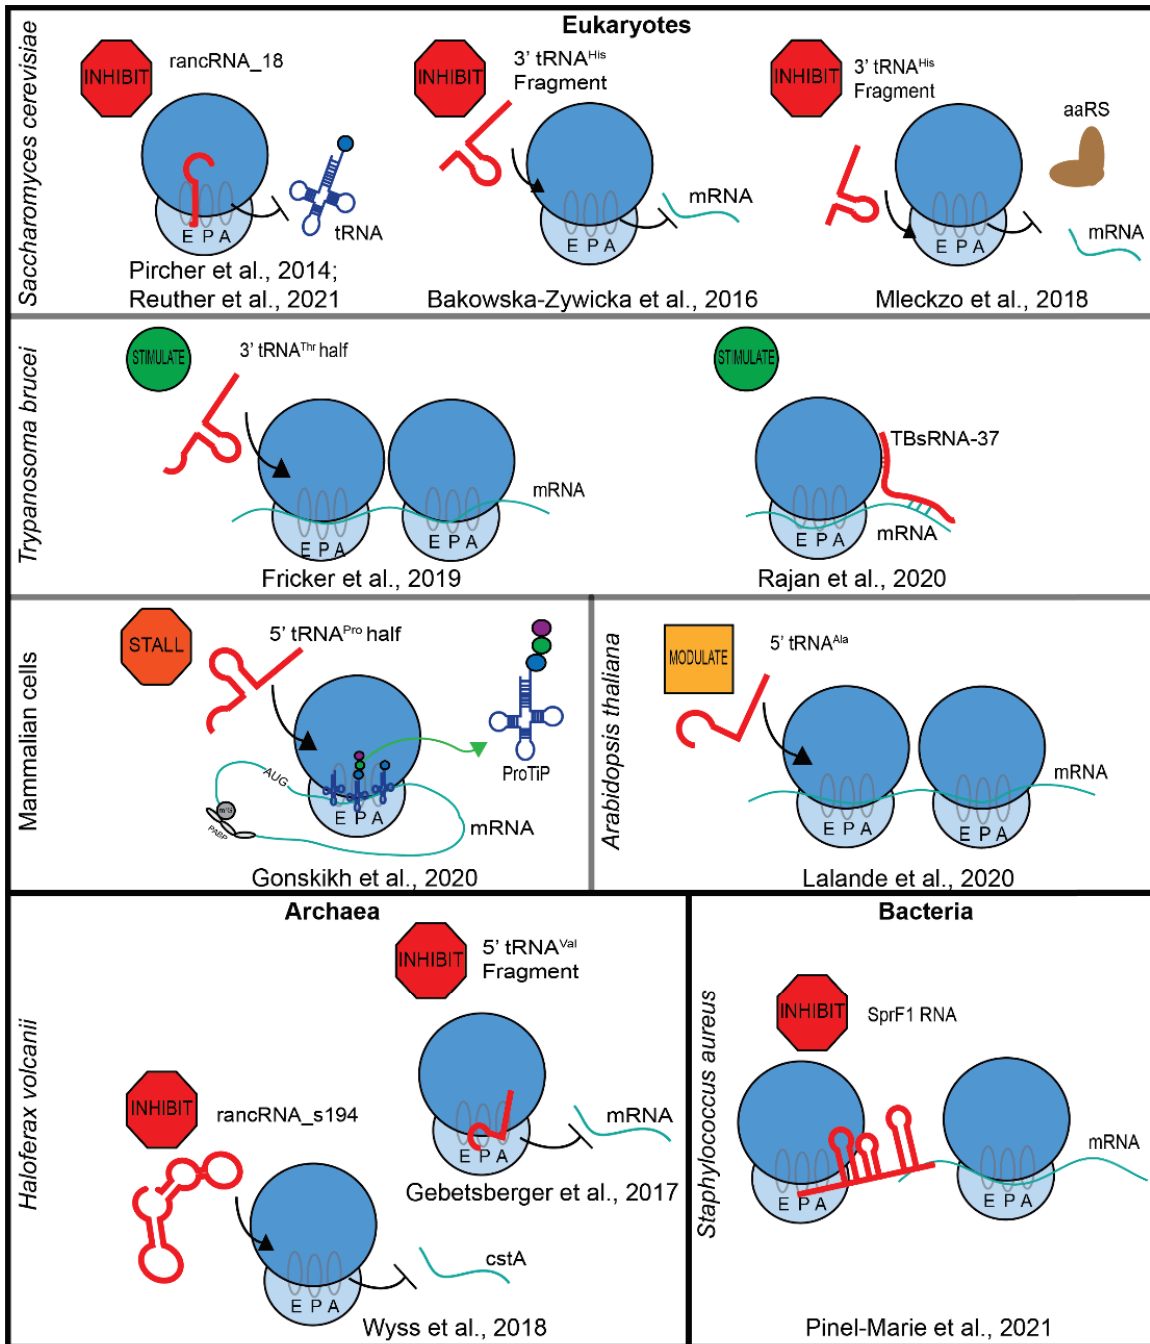 Eukaryotes
Saccharomyces cerevisiae
INHIBIT
rancRNA_18
E P A
tRNA
Pircher et al., 2014;
Reuther et al., 2021
INHIBIT
3' tRNAHis
Fragment
mRNA
E P A
Bakowska-Zywicka et al., 2016
INHIBIT
3' tRNAHis
Fragment
aaRS
E P A
mRNA
Mleckzo et al., 2018
Trypanosoma brucei
STIMULATE
3' tRNAThr half
mRNA
E P A
E P A
Fricker et al., 2019
STIMULATE
TBsRNA-37
mRNA
E P A
Rajan et al., 2020
Mammalian cells
STALL
5' tRNAPro half
ProTiP
AUG
PABP
E P A
mRNA
Gonskikh et al., 2020
Arabidopsis thaliana
MODULATE
5' tRNAAla
mRNA
E P A
E P A
Lalande et al., 2020
Archaea
Haloferax volcanii
INHIBIT
5' tRNAVal
Fragment
mRNA
E P A
Gebetsberger et al., 2017
INHIBIT
rancRNA_s194
cstA
E P A
Wyss et al., 2018
Bacteria
Staphylococcus aureus
INHIBIT
SprF1 RNA
mRNA
E P A
E P A
Pinel-Marie et al., 2021